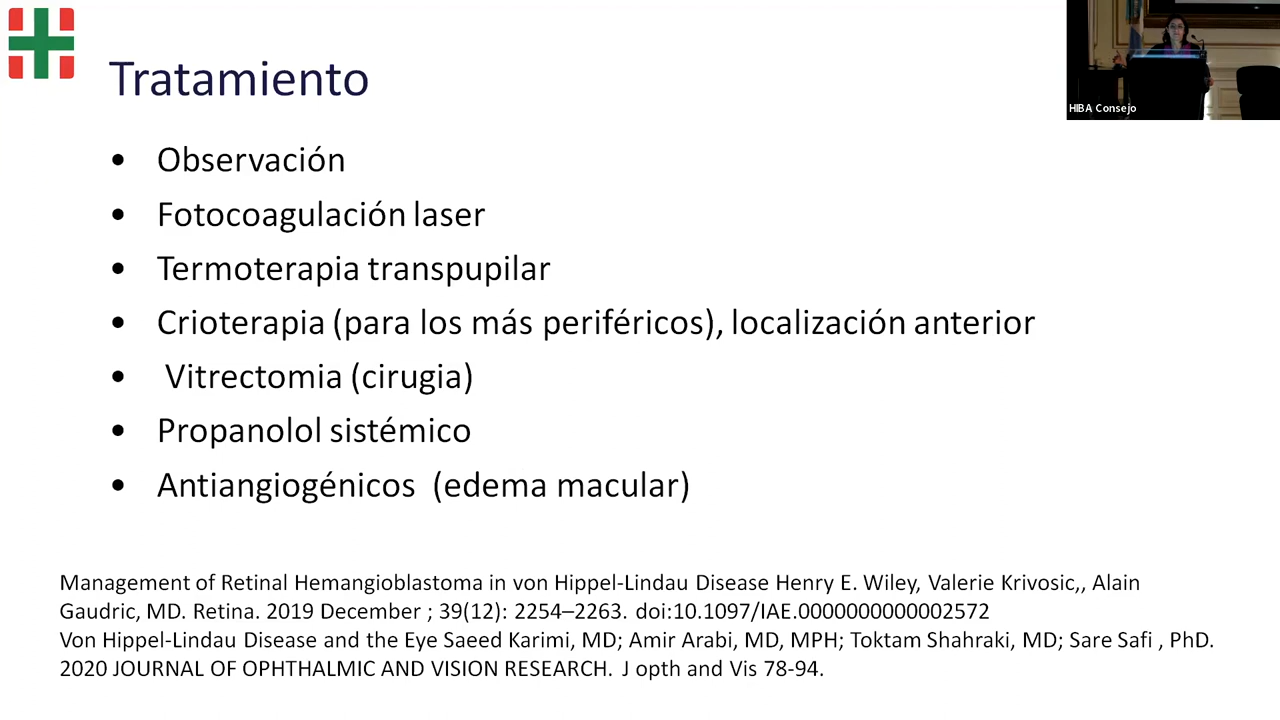 Tratamiento
HIBA Consejo
• Observación
• Fotocoagulación laser
• Termoterapia transpupilar
• Crioterapia (para los más periféricos), localización anterior
• Vitrectomia (cirugia)
• Propanolol sistémico
• Antiangiogénicos (edema macular)
Management of Retinal Hemangioblastoma in von Hippel-Lindau Disease Henry E. Wiley, Valerie Krivosic,, Alain
Gaudric, MD. Retina. 2019 December ; 39(12): 2254–2263. doi:10.1097/IAE.0000000000002572
Von Hippel-Lindau Disease and the Eye Saeed Karimi, MD; Amir Arabi, MD, MPH; Toktam Shahraki, MD; Sare Safi , PhD.
2020 JOURNAL OF OPHTHALMIC AND VISION RESEARCH. J opth and Vis 78-94.